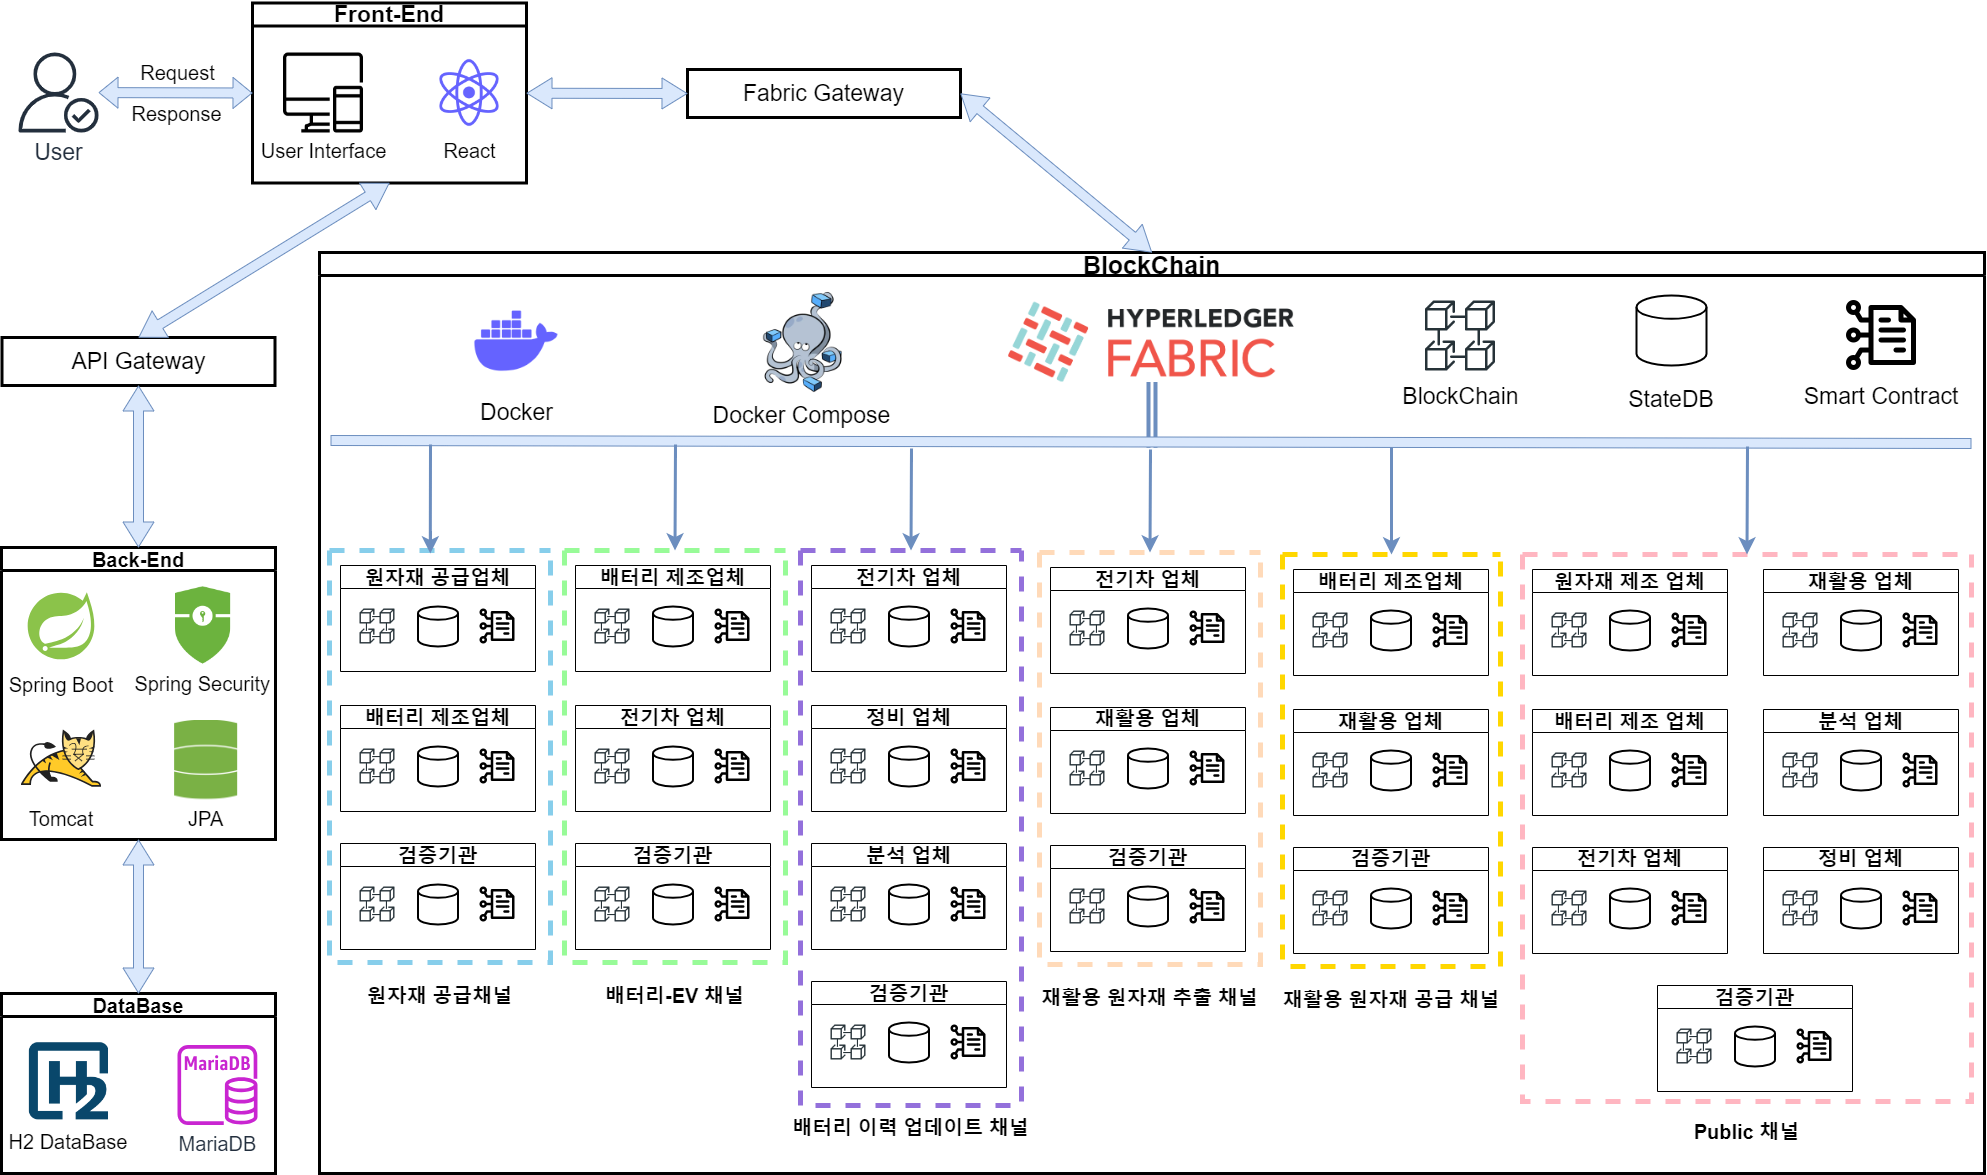 Front-End
Request
Response
User
User Interface
React
Fabric Gateway
API Gateway
Back-End
Spring Boot
Spring Security
Tomcat
JPA
DataBase
H2
MariaDB
H2 DataBase
MariaDB
BlockChain
Docker
Docker Compose
HYPERLEDGER
FABRIC
BlockChain
StateDB
Smart Contract
원자재 공급업체
배터리 제조업체
검증기관
원자재 공급채널
배터리 제조업체
전기차 업체
검증기관
배터리-EV 채널
전기차 업체
정비 업체
분석 업체
검증기관
배터리 이력 업데이트 채널
전기차 업체
재활용 업체
검증기관
재활용 원자재 추출 채널
배터리 제조업체
재활용 업체
검증기관
재활용 원자재 공급 채널
원자재 제조 업체
재활용 업체
배터리 제조 업체
분석 업체
전기차 업체
정비 업체
검증기관
Public 채널